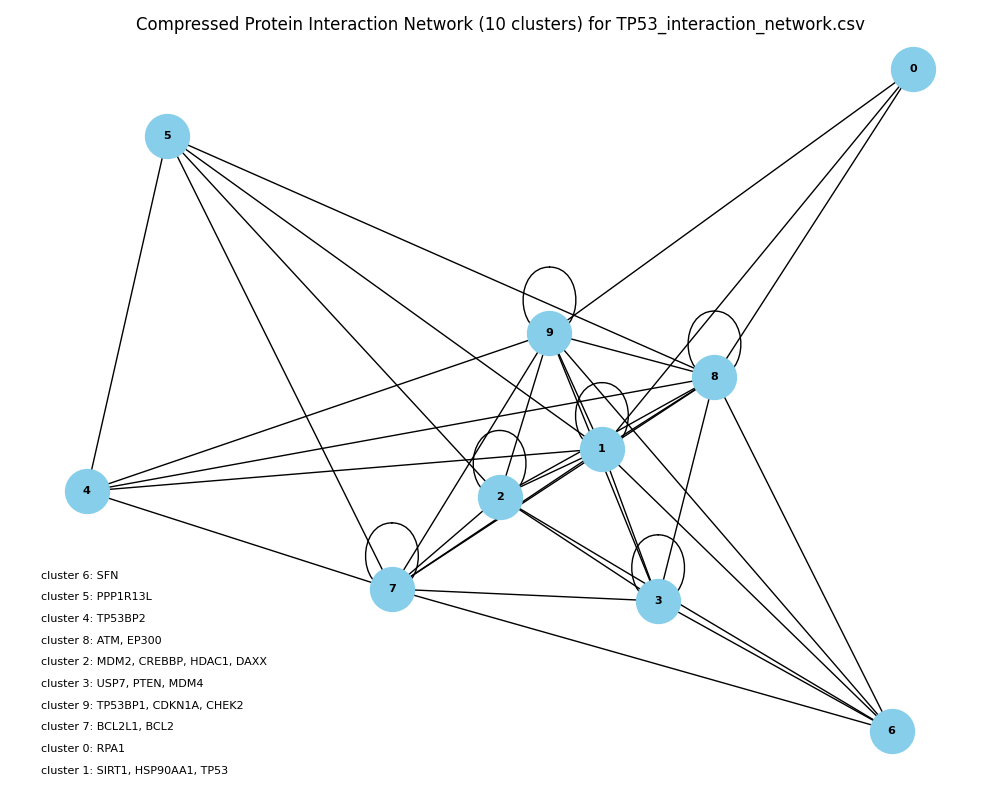 Compressed Protein Interaction Network (10 clusters) for TP53_interaction_network.csv
0
5
9
8
1
4
2
7
3
6
cluster 6: SFN
cluster 5: PPP1R13L
cluster 4: TP53BP2
cluster 8: ATM, EP300
cluster 2: MDM2, CREBBP, HDAC1, DAXX
cluster 3: USP7, PTEN, MDM4
cluster 9: TP53BP1, CDKN1A, CHEK2
cluster 7: BCL2L1, BCL2
cluster 0: RPA1
cluster 1: SIRT1, HSP90AA1, TP53